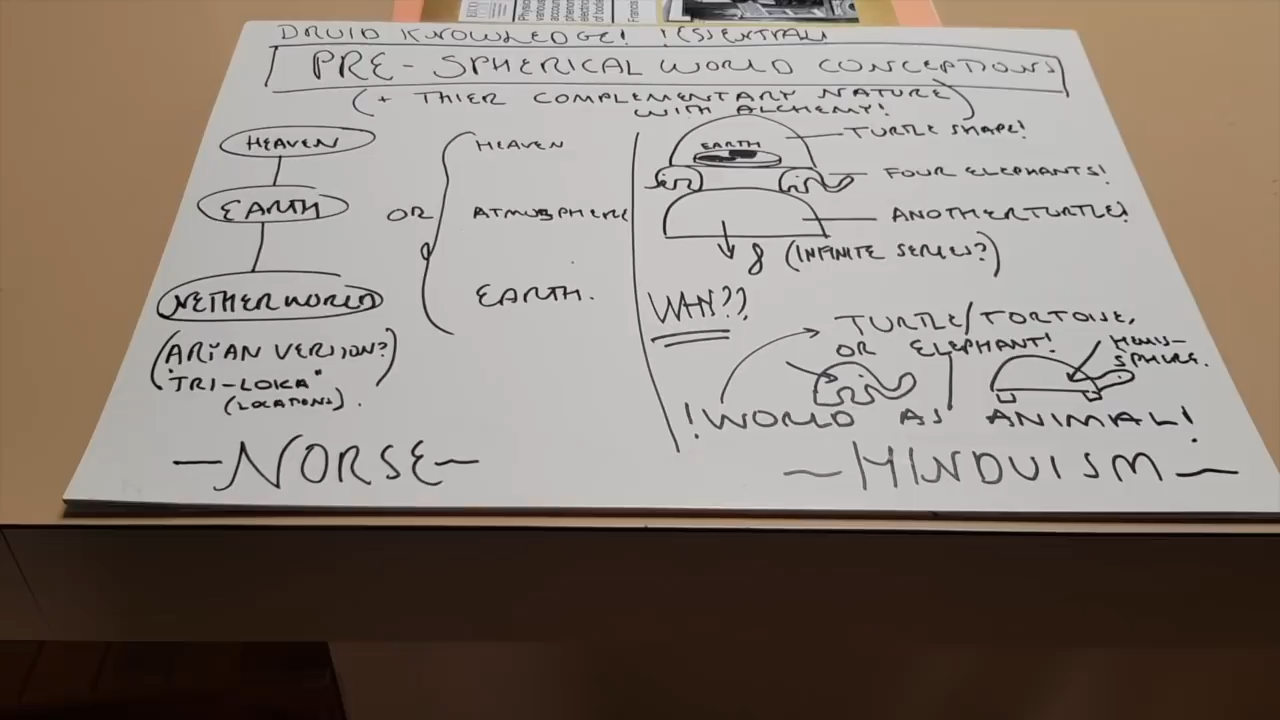 DRUID KNOWLEDGE! !ESSENTIAL!
PRE-SPHERICAL WORLD CONCEPTIONS
(+ THIER COMPLEMENTARY NATURE
WITH ALCHEMY!)
HEAVEN
EARTH
NETHERWORLD
(ARIAN VERSION?)
"TRI-LOKA"
(LOCATIONS).
OR
HEAVEN
ATMOSPHERE
EARTH.
-NORSE-
EARTH
TURTLE SHAPE!
FOUR ELEPHANTS!
ANOTHER TURTLE!
8 (INFINITE SERIES?)
WHY??
TURTLE/TORTOISE,
OR ELEPHANT!
HEMI-
SPHERE.
!WORLD AS ANIMAL!
-HINDUISM-